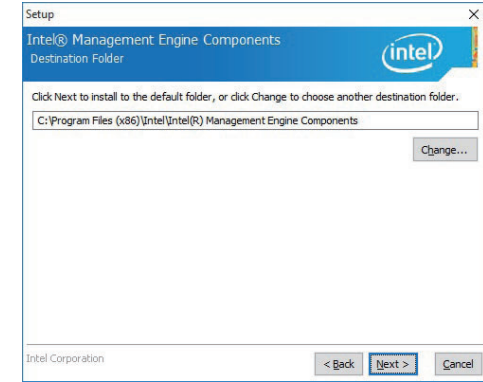 Setup
Intel® Management Engine Components
Destination Folder
intel
Click Next to install to the default folder, or click Change to choose another destination folder.
C:\Program Files (x86)\Intel\Intel(R) Management Engine Components
Change...
Intel Corporation
< Back Next > Cancel